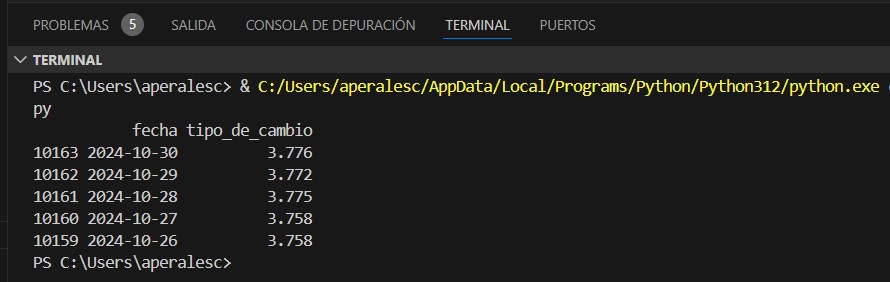 PROBLEMAS 5 SALIDA CONSOLA DE DEPURACIÓN TERMINAL PUERTOS
TERMINAL
PS C:\Users\aperalesc> & C:/Users/aperalesc/AppData/Local/Programs/Python/Python312/python.exe
py
fecha tipo_de_cambio
10163 2024-10-30 3.776
10162 2024-10-29 3.772
10161 2024-10-28 3.775
10160 2024-10-27 3.758
10159 2024-10-26 3.758
PS C:\Users\aperalesc>